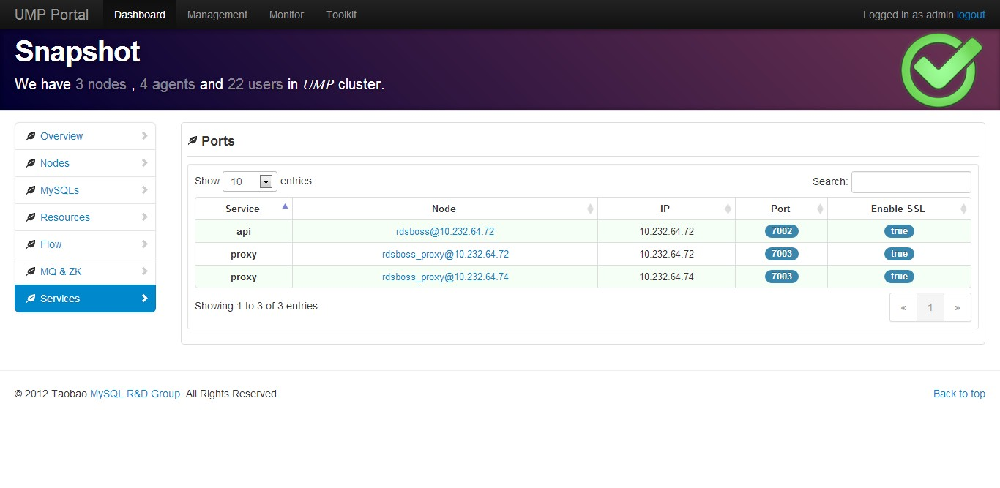 UMP Portal Dashboard Management Monitor Toolkit Logged in as admin logout
Snapshot
We have 3 nodes , 4 agents and 22 users in UMP cluster.
Overview
Nodes
MySQLs
Resources
Flow
MQ & ZK
Services
Ports
Show 10 entries Search:
Service Node IP Port Enable SSL
api rdsboss@10.232.64.72 10.232.64.72 7002 true
proxy rdsboss_proxy@10.232.64.72 10.232.64.72 7003 true
proxy rdsboss_proxy@10.232.64.74 10.232.64.74 7003 true
Showing 1 to 3 of 3 entries « 1 »
© 2012 Taobao MySQL R&D Group. All Rights Reserved. Back to top